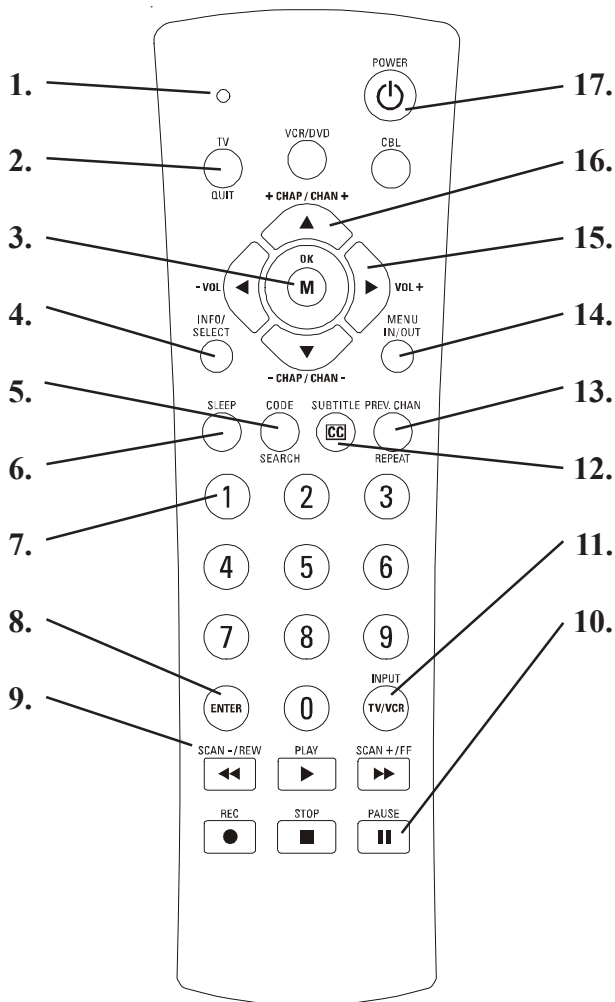 POWER
1.
17.
TV
VCR/DVD
CBL
2.
QUIT
16.
+ CHAP / CHAN +
3.
OK
15.
- VOL
M
VOL +
4.
INFO/
SELECT
MENU
IN/OUT
14.
- CHAP / CHAN -
5.
SLEEP
CODE
SUBTITLE
PREV. CHAN
13.
6.
CC
SEARCH
REPEAT
12.
7.
1
2
3
11.
4
5
6
8.
7
8
9
10.
INPUT
9.
ENTER
0
TV/VCR
SCAN -/REW
PLAY
SCAN +/FF
REC
STOP
PAUSE